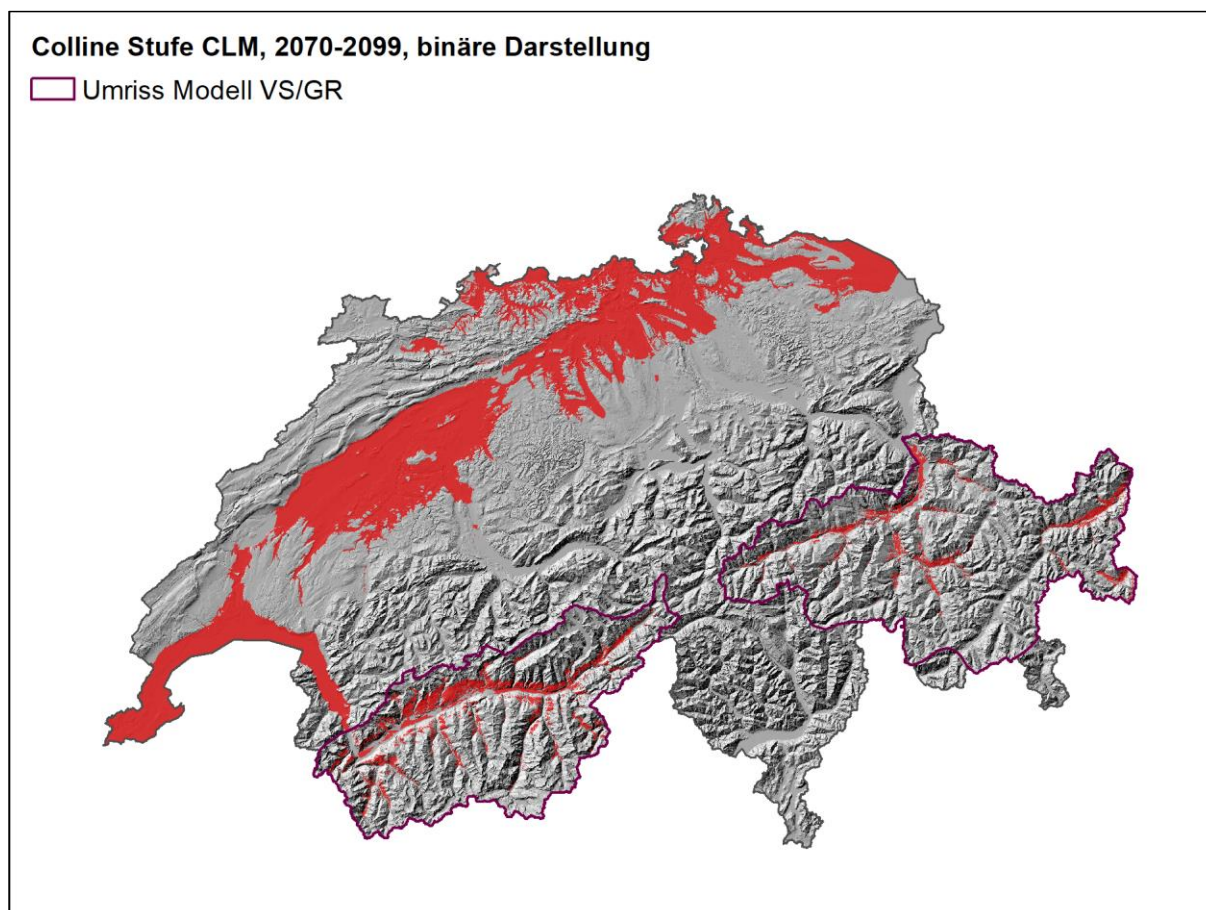 Colline Stufe CLM, 2070-2099, binäre Darstellung
Umriss Modell VS/GR